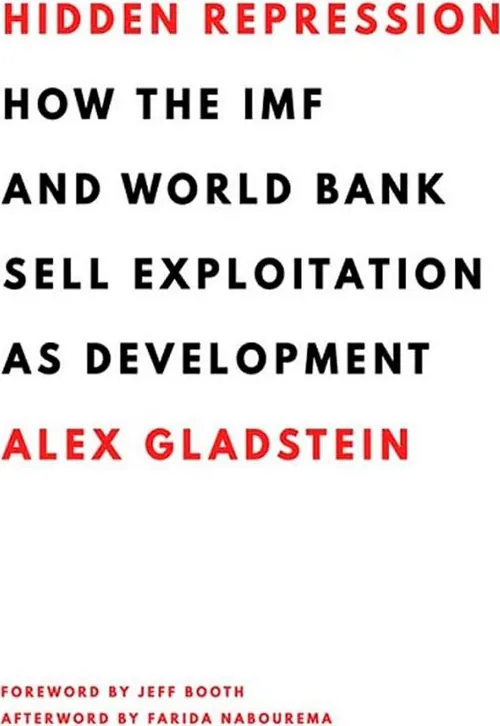 HIDDEN REPRESSION
HOW THE IMF
AND WORLD BANK
SELL EXPLOITATION
AS DEVELOPMENT
ALEX GLADSTEIN
FOREWORD BY JEFF BOOTH
AFTERWORD BY FARIDA NABOUREMA